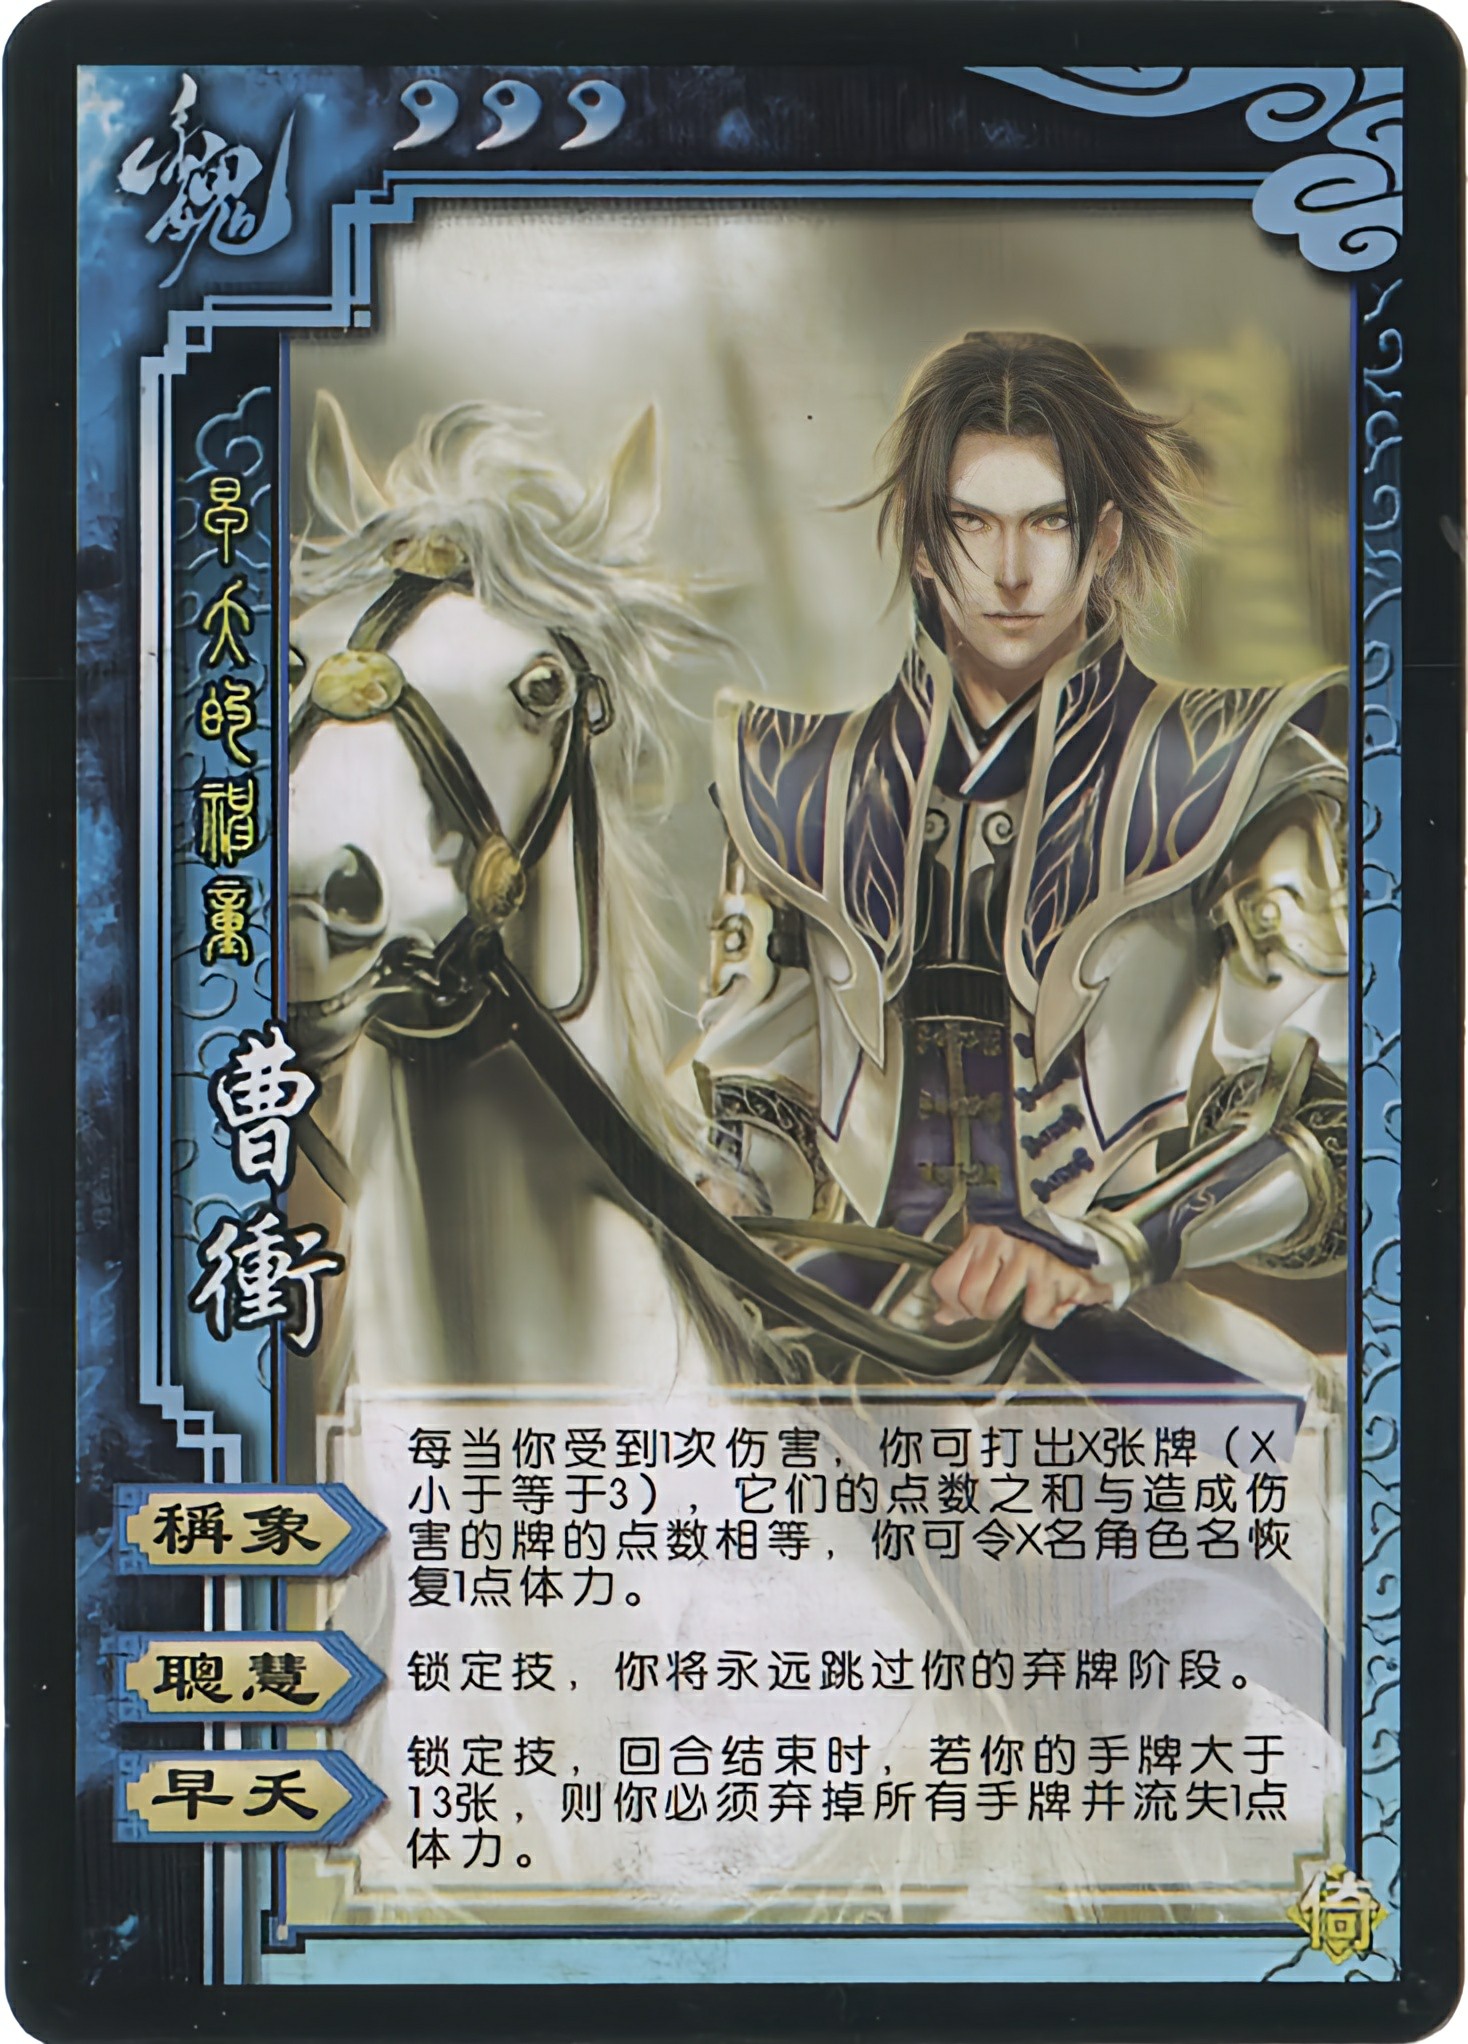 魏
早夭的神童
曹衝
稱象
每当你受到1次伤害，你可打出X张牌（X
小于等于3），它们的点数之和与造成伤
害的牌的点数相等，你可令X名角色名恢
复1点体力。
聰慧
锁定技，你将永远跳过你的弃牌阶段。
早夭
锁定技，回合结束时，若你的手牌大于
13张，则你必须弃掉所有手牌并流失1点
体力。
倚